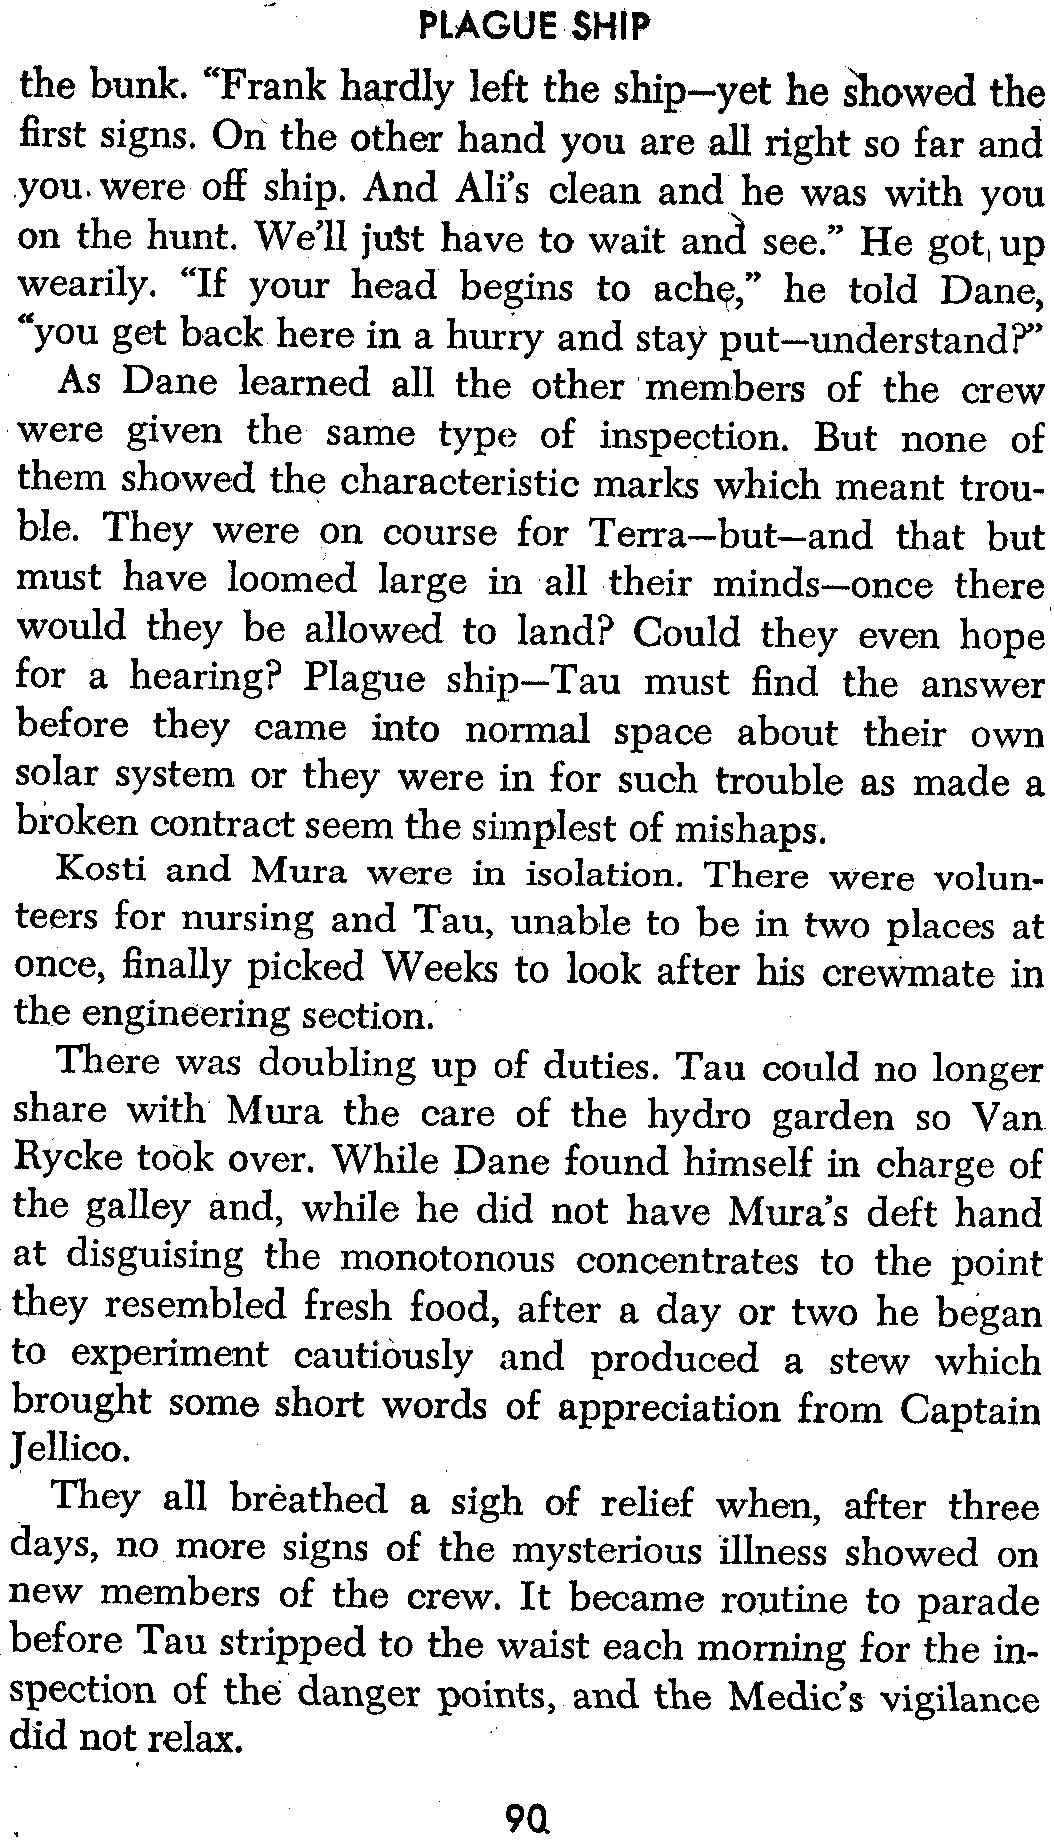 PLAGUE SHIP
the bunk. “Frank hardly left the ship—yet he showed the
first signs. On the other hand you are all right so far and
you were off ship. And Ali’s clean and he was with you
on the hunt. We’ll just have to wait and see.” He got up
wearily. “If your head begins to ache,” he told Dane,
“you get back here in a hurry and stay put—understand?”
As Dane learned all the other members of the crew
were given the same type of inspection. But none of
them showed the characteristic marks which meant trou-
ble. They were on course for Terra—but—and that but
must have loomed large in all their minds—once there
would they be allowed to land? Could they even hope
for a hearing? Plague ship—Tau must find the answer
before they came into normal space about their own
solar system or they were in for such trouble as made a
broken contract seem the simplest of mishaps.
Kosti and Mura were in isolation. There were volun-
teers for nursing and Tau, unable to be in two places at
once, finally picked Weeks to look after his crewmate in
the engineering section.
There was doubling up of duties. Tau could no longer
share with Mura the care of the hydro garden so Van
Rycke took over. While Dane found himself in charge of
the galley and, while he did not have Mura’s deft hand
at disguising the monotonous concentrates to the point
they resembled fresh food, after a day or two he began
to experiment cautiously and produced a stew which
brought some short words of appreciation from Captain
Jellico.
They all breathed a sigh of relief when, after three
days, no more signs of the mysterious illness showed on
new members of the crew. It became routine to parade
before Tau stripped to the waist each morning for the in-
spection of the danger points, and the Medic’s vigilance
did not relax.
90